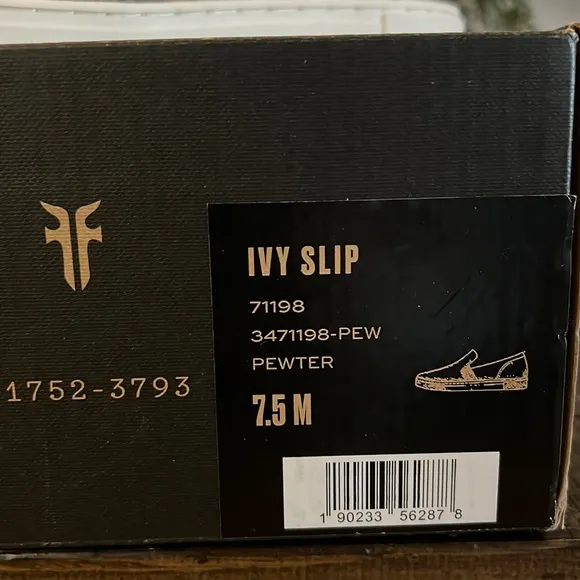 IVY SLIP
71198
3471198-PEW
PEWTER
1752-3793
7.5 M
1 90233 56287 8